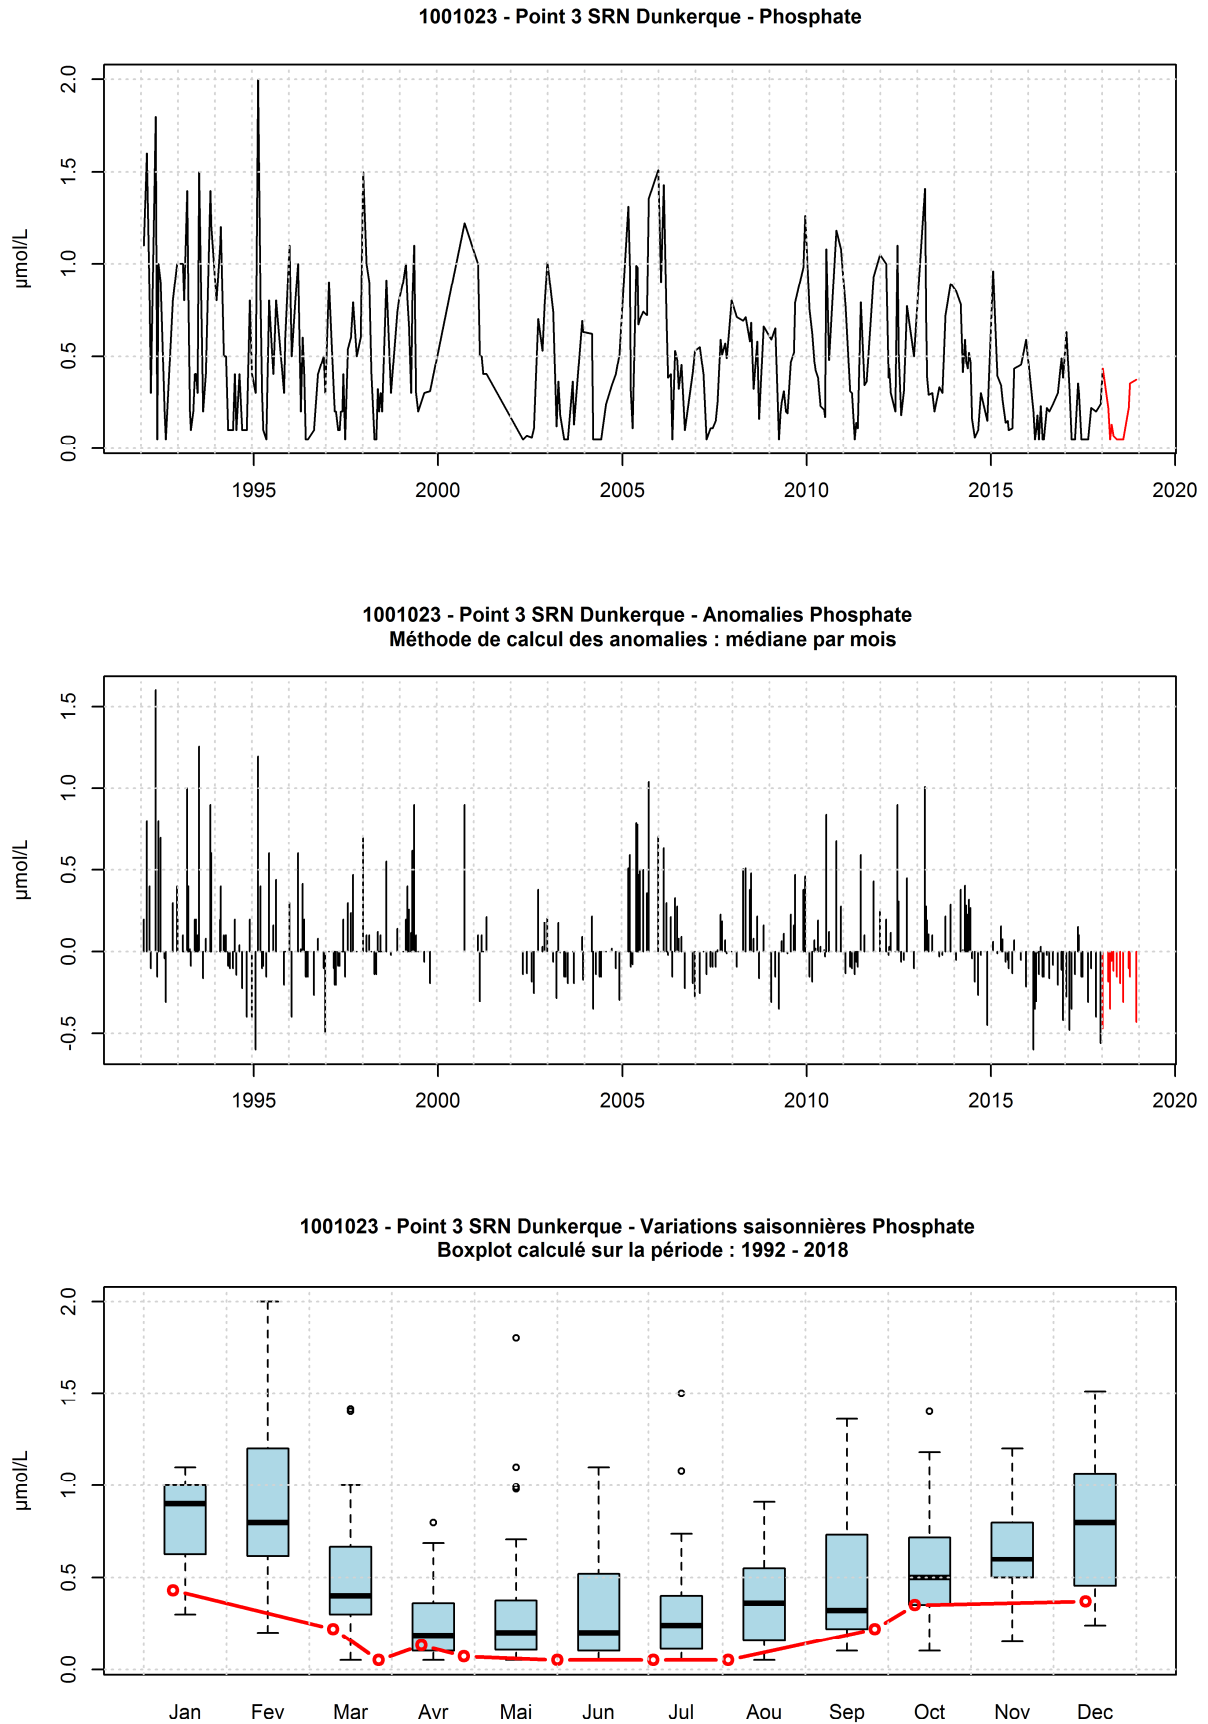 1001023 - Point 3 SRN Dunkerque - Phosphate
2.0
1.5
1.0
0.5
0.0
µmol/L
1995 2000 2005 2010 2015 2020
1001023 - Point 3 SRN Dunkerque - Anomalies Phosphate
Méthode de calcul des anomalies : médiane par mois
1.5
1.0
0.5
0.0
-0.5
µmol/L
1995 2000 2005 2010 2015 2020
1001023 - Point 3 SRN Dunkerque - Variations saisonnières Phosphate
Boxplot calculé sur la période : 1992 - 2018
2.0
1.5
1.0
0.5
0.0
µmol/L
Jan Fev Mar Avr Mai Jun Jul Aou Sep Oct Nov Dec